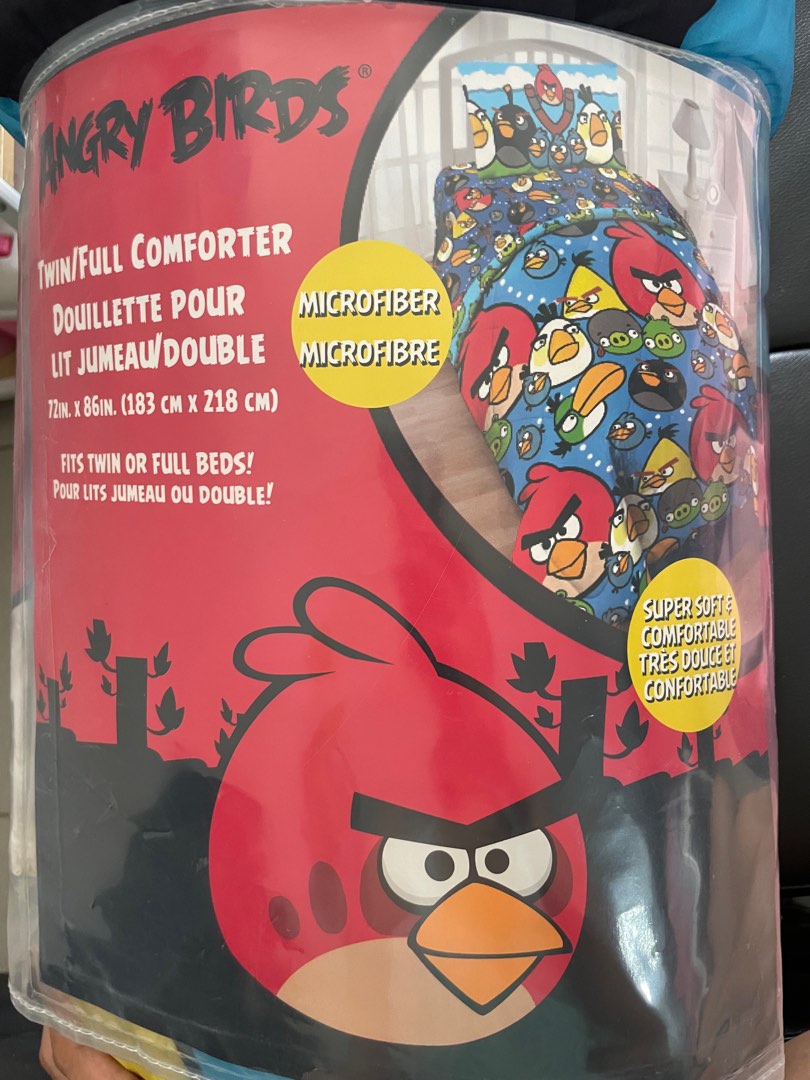 ANGRY BIRDS®
TWIN/FULL COMFORTER
DOUILLETTE POUR
LIT JUMEAU/DOUBLE
72IN. X 86IN. (183 CM X 218 CM)
FITS TWIN OR FULL BEDS!
POUR LITS JUMEAU OU DOUBLE!
MICROFIBER
MICROFIBRE
SUPER SOFT &
COMFORTABLE
TRÈS DOUCE ET
CONFORTABLE